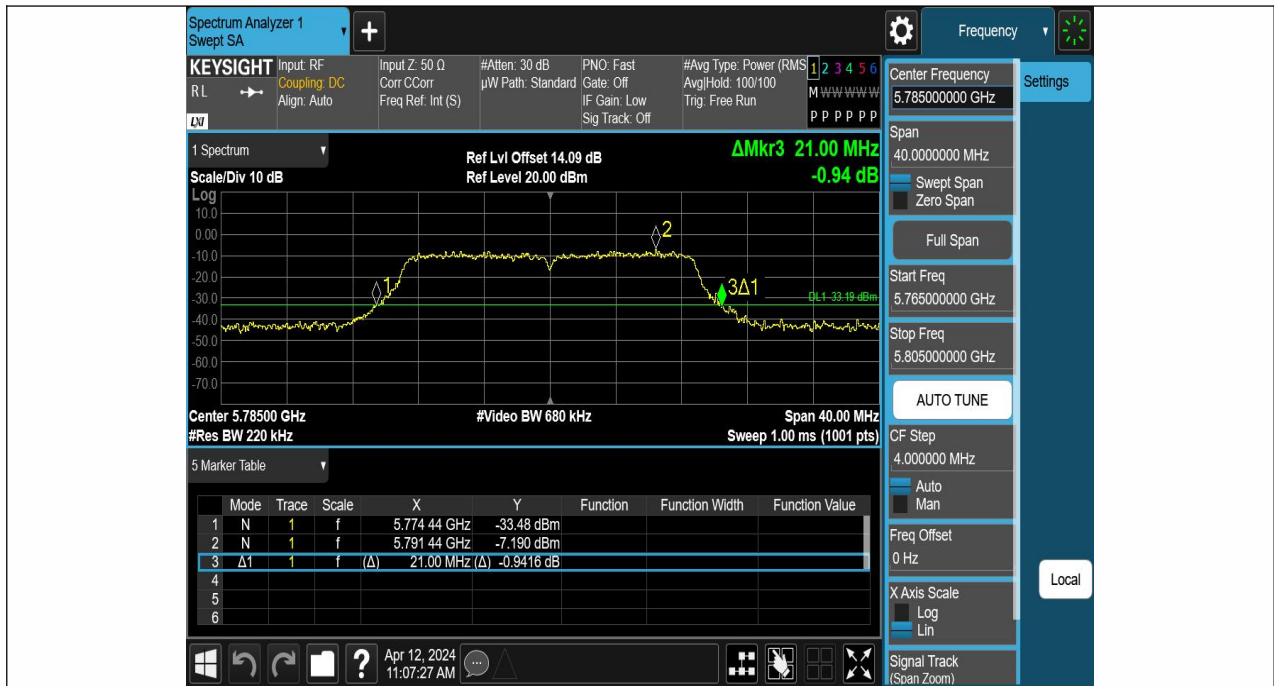 Spectrum Analyzer 1
Swept SA
+
Frequency
KEYSIGHT
RL
LXI
Input: RF
Coupling: DC
Align: Auto
Input Z: 50 Ω
Corr CCorr
Freq Ref: Int (S)
#Atten: 30 dB
µW Path: Standard
PNO: Fast
Gate: Off
IF Gain: Low
Sig Track: Off
#Avg Type: Power (RMS
Avg|Hold: 100/100
Trig: Free Run
1 2 3 4 5 6
M W W W W W
P P P P P P
1 Spectrum
Scale/Div 10 dB
Ref Lvl Offset 14.09 dB
Ref Level 20.00 dBm
ΔMkr3 21.00 MHz
-0.94 dB
Log
10.0
0.00
-10.0
-20.0
-30.0
-40.0
-50.0
-60.0
-70.0
1
2
3Δ1
DL1 -33.19 dBm
Center 5.78500 GHz
#Res BW 220 kHz
#Video BW 680 kHz
Span 40.00 MHz
Sweep 1.00 ms (1001 pts)
5 Marker Table
Mode Trace Scale X Y Function Function Width Function Value
1 N 1 f 5.774 44 GHz -33.48 dBm
2 N 1 f 5.791 44 GHz -7.190 dBm
3 Δ1 1 f (Δ) 21.00 MHz (Δ) -0.9416 dB
4
5
6
?
Apr 12, 2024
11:07:27 AM
Center Frequency
5.785000000 GHz
Span
40.0000000 MHz
Swept Span
Zero Span
Full Span
Start Freq
5.765000000 GHz
Stop Freq
5.805000000 GHz
AUTO TUNE
CF Step
4.000000 MHz
Auto
Man
Freq Offset
0 Hz
X Axis Scale
Log
Lin
Signal Track
(Span Zoom)
Settings
Local